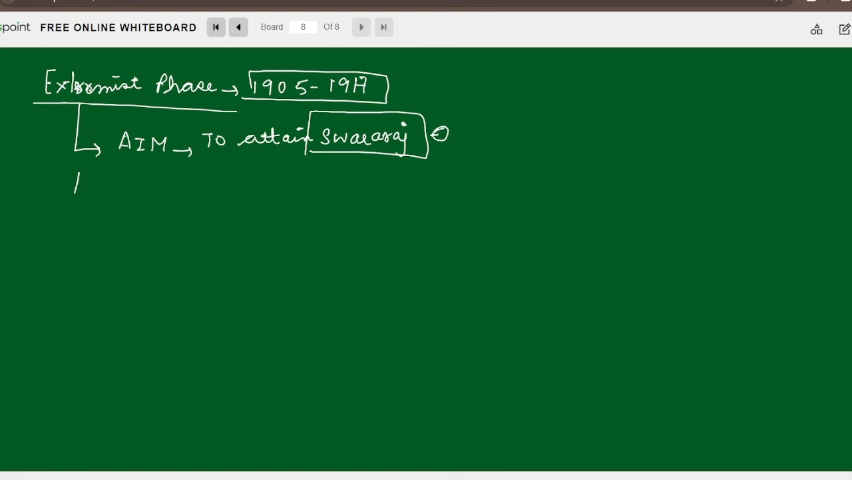 spoint FREE ONLINE WHITEBOARD Board 8 Of 8
Extremist Phase → 1905-1917
→ AIM → To attain Swaraj